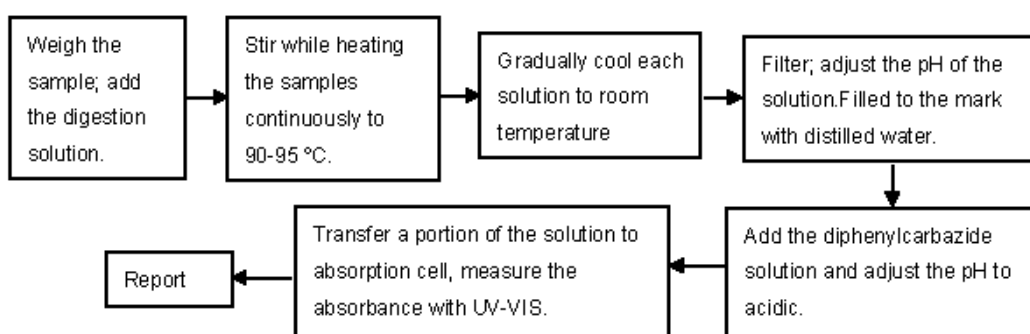 Weigh the
sample; add
the digestion
solution.
Stir while heating
the samples
continuously to
90-95 ℃.
Gradually cool each
solution to room
temperature
Filter; adjust the pH of the
solution.Filled to the mark
with distilled water.
Add the diphenylcarbazide
solution and adjust the pH to
acidic.
Transfer a portion of the solution to
absorption cell, measure the
absorbance with UV-VIS.
Report